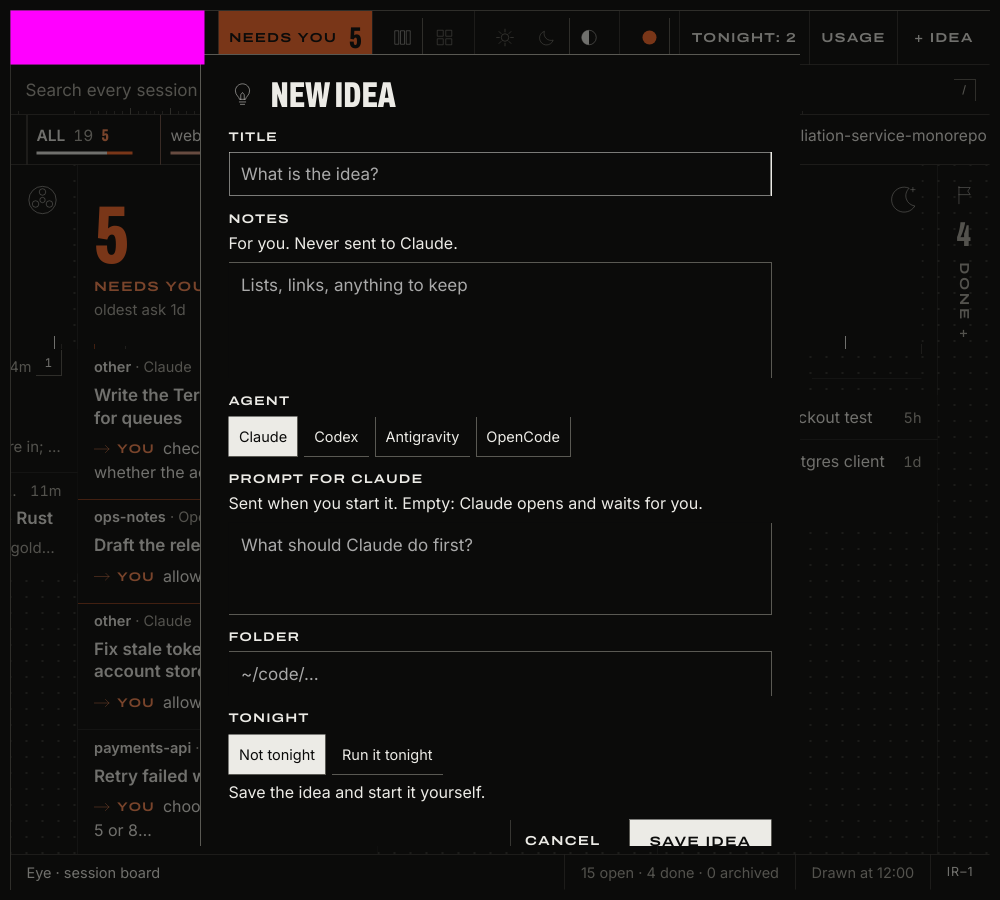 NEEDS YOU 5
TONIGHT: 2
USAGE
+ IDEA
Search every session
/
ALL 19 5
web
liation-service-monorepo
NEW IDEA
TITLE
What is the idea?
NOTES
For you. Never sent to Claude.
Lists, links, anything to keep
AGENT
Claude
Codex
Antigravity
OpenCode
PROMPT FOR CLAUDE
Sent when you start it. Empty: Claude opens and waits for you.
What should Claude do first?
FOLDER
~/code/...
TONIGHT
Not tonight
Run it tonight
Save the idea and start it yourself.
CANCEL
SAVE IDEA
4m 1
re in; ...
. 11m
Rust
gold...
5
NEEDS YOU
oldest ask 1d
other · Claude
Write the Ter
for queues
→ YOU chec
whether the a
ops-notes · Op
Draft the rele
→ YOU allow
other · Claude
Fix stale toke
account store
→ YOU allow
payments-api ·
Retry failed w
→ YOU choo
5 or 8...
ckout test 5h
tgres client 1d
4 DONE +
Eye · session board
15 open · 4 done · 0 archived
Drawn at 12:00
IR-1